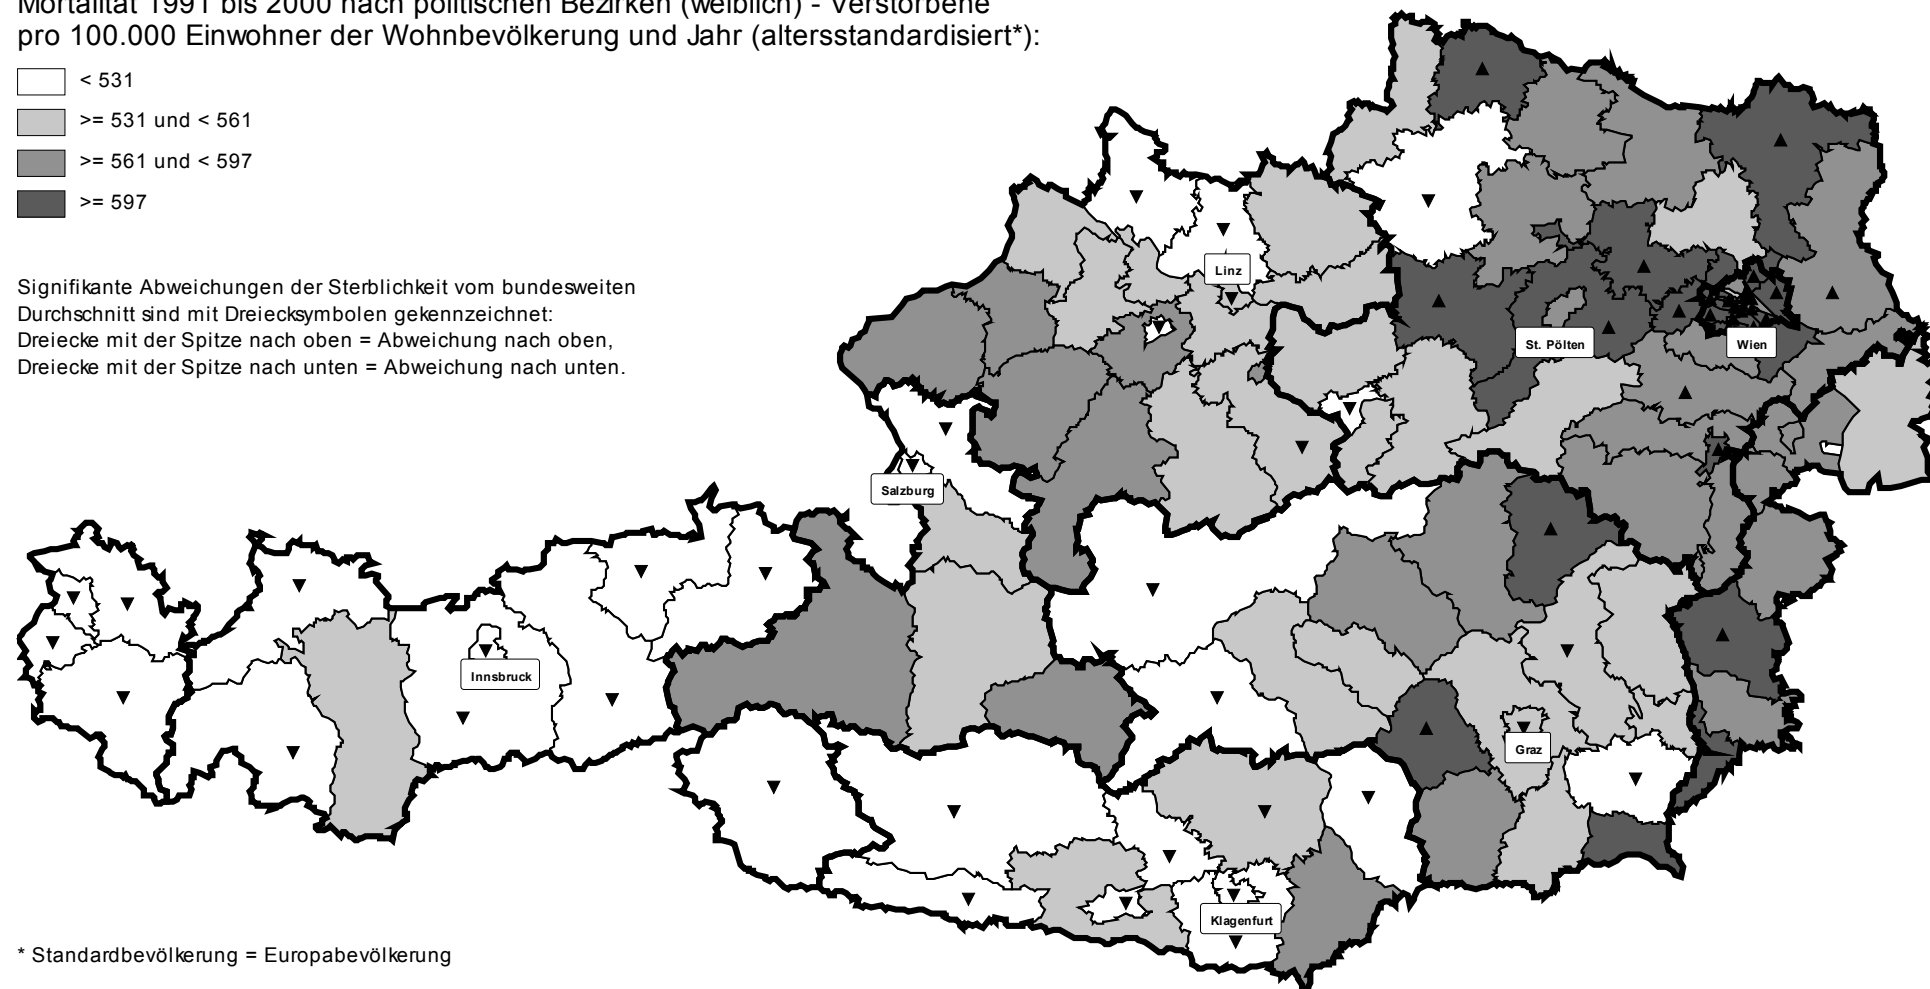 Mortalität 1991 bis 2000 nach politischen Bezirken (weiblich) - Verstorbene
pro 100.000 Einwohner der Wohnbevölkerung und Jahr (altersstandardisiert*):
< 531
>= 531 und < 561
>= 561 und < 597
>= 597
Signifikante Abweichungen der Sterblichkeit vom bundesweiten
Durchschnitt sind mit Dreiecksymbolen gekennzeichnet:
Dreiecke mit der Spitze nach oben = Abweichung nach oben,
Dreiecke mit der Spitze nach unten = Abweichung nach unten.
Linz
St. Pölten
Wien
Salzburg
Innsbruck
Graz
Klagenfurt
* Standardbevölkerung = Europabevölkerung